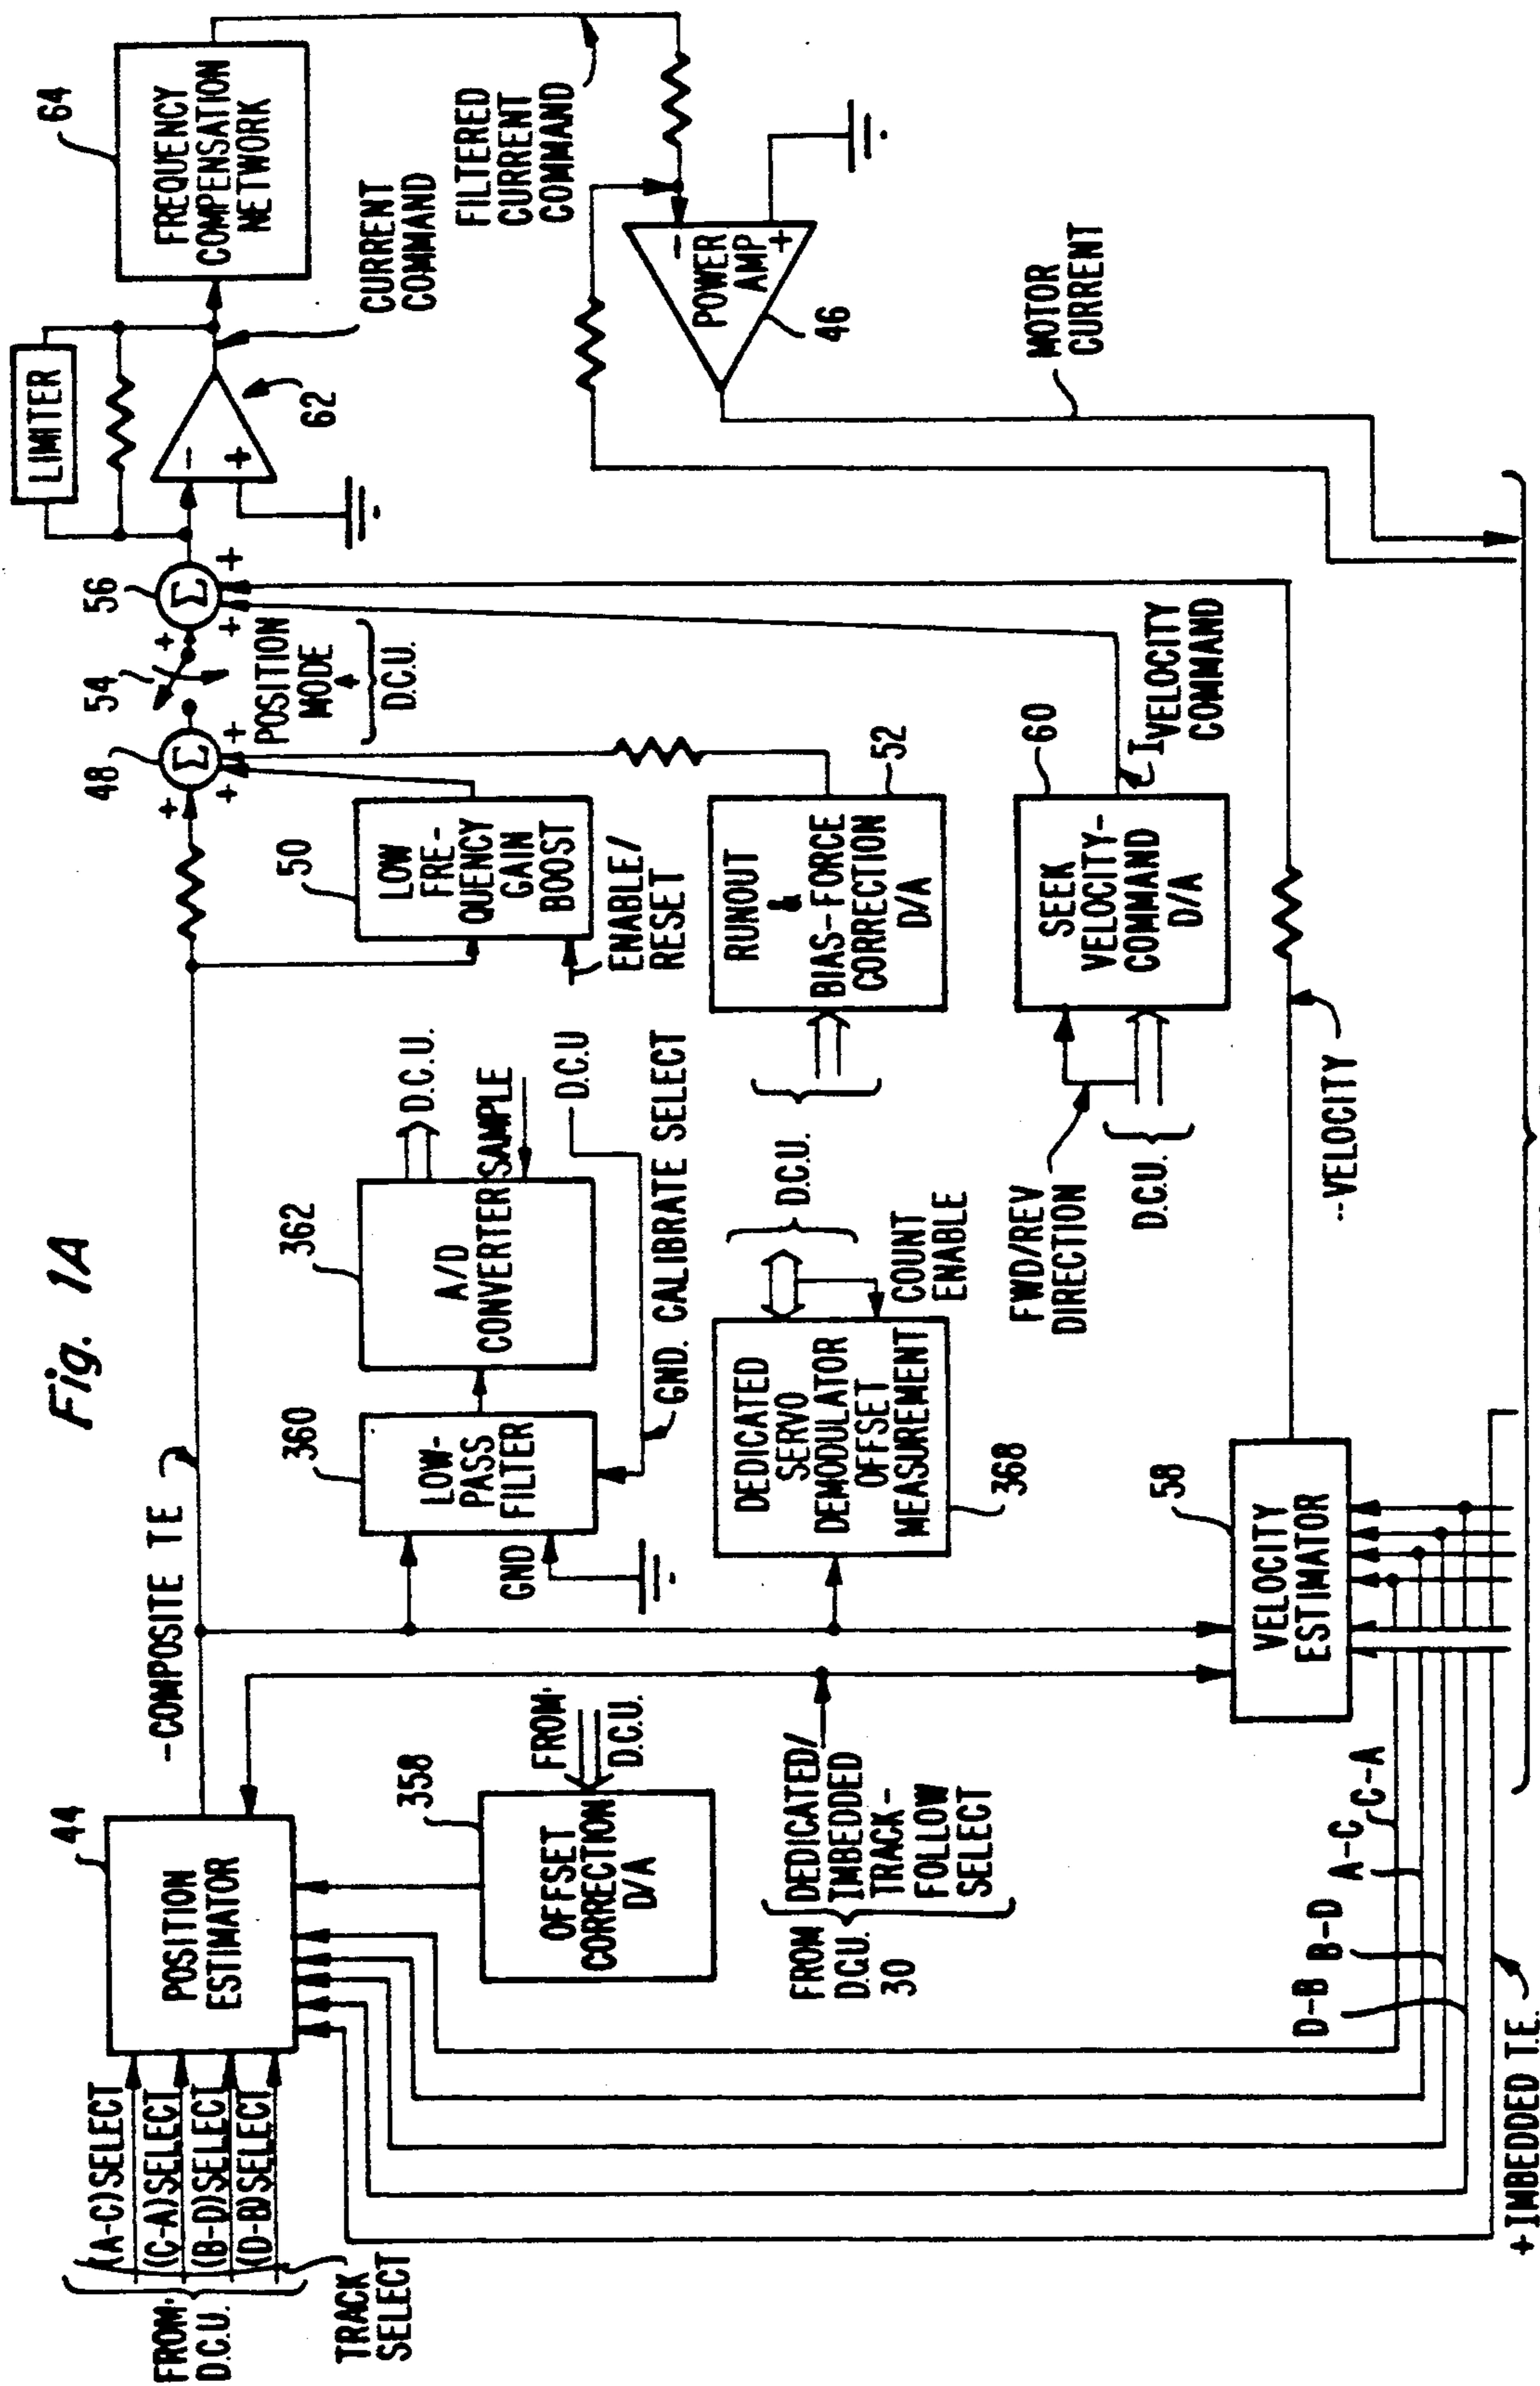 Fig. 1A
FROM
D.C.U.
(A-C)SELECT
(C-A)SELECT
(B-D)SELECT
(D-B)SELECT
TRACK
SELECT
44
POSITION
ESTIMATOR
-COMPOSITE TE
358
OFFSET
CORRECTION
D/A
FROM
D.C.U.
FROM
D.C.U.
30
DEDICATED/
IMBEDDED
TRACK-
FOLLOW
SELECT
360
LOW-
PASS
FILTER
GND
362
A/D
CONVERTER
D.C.U.
SAMPLE
D.C.U
GND. CALIBRATE SELECT
DEDICATED
SERVO
DEMODULATOR
OFFSET
MEASUREMENT
368
D.C.U.
COUNT
ENABLE
50
LOW
FRE-
QUENCY
GAIN
BOOST
ENABLE/
RESET
RUNOUT
&
BIAS-FORCE
CORRECTION
D/A
52
60
SEEK
VELOCITY-
COMMAND
D/A
FWD/REV
DIRECTION
D.C.U.
I VELOCITY
COMMAND
48
Σ
+
+
+
54
POSITION
MODE
D.C.U.
56
Σ
+
+
+
LIMITER
-
+
62
CURRENT
COMMAND
64
FREQUENCY
COMPENSATION
NETWORK
FILTERED
CURRENT
COMMAND
-
POWER
AMP
+
46
MOTOR
CURRENT
58
VELOCITY
ESTIMATOR
--VELOCITY
D-B
B-D
A-C
C-A
+IMBEDDED T.E.